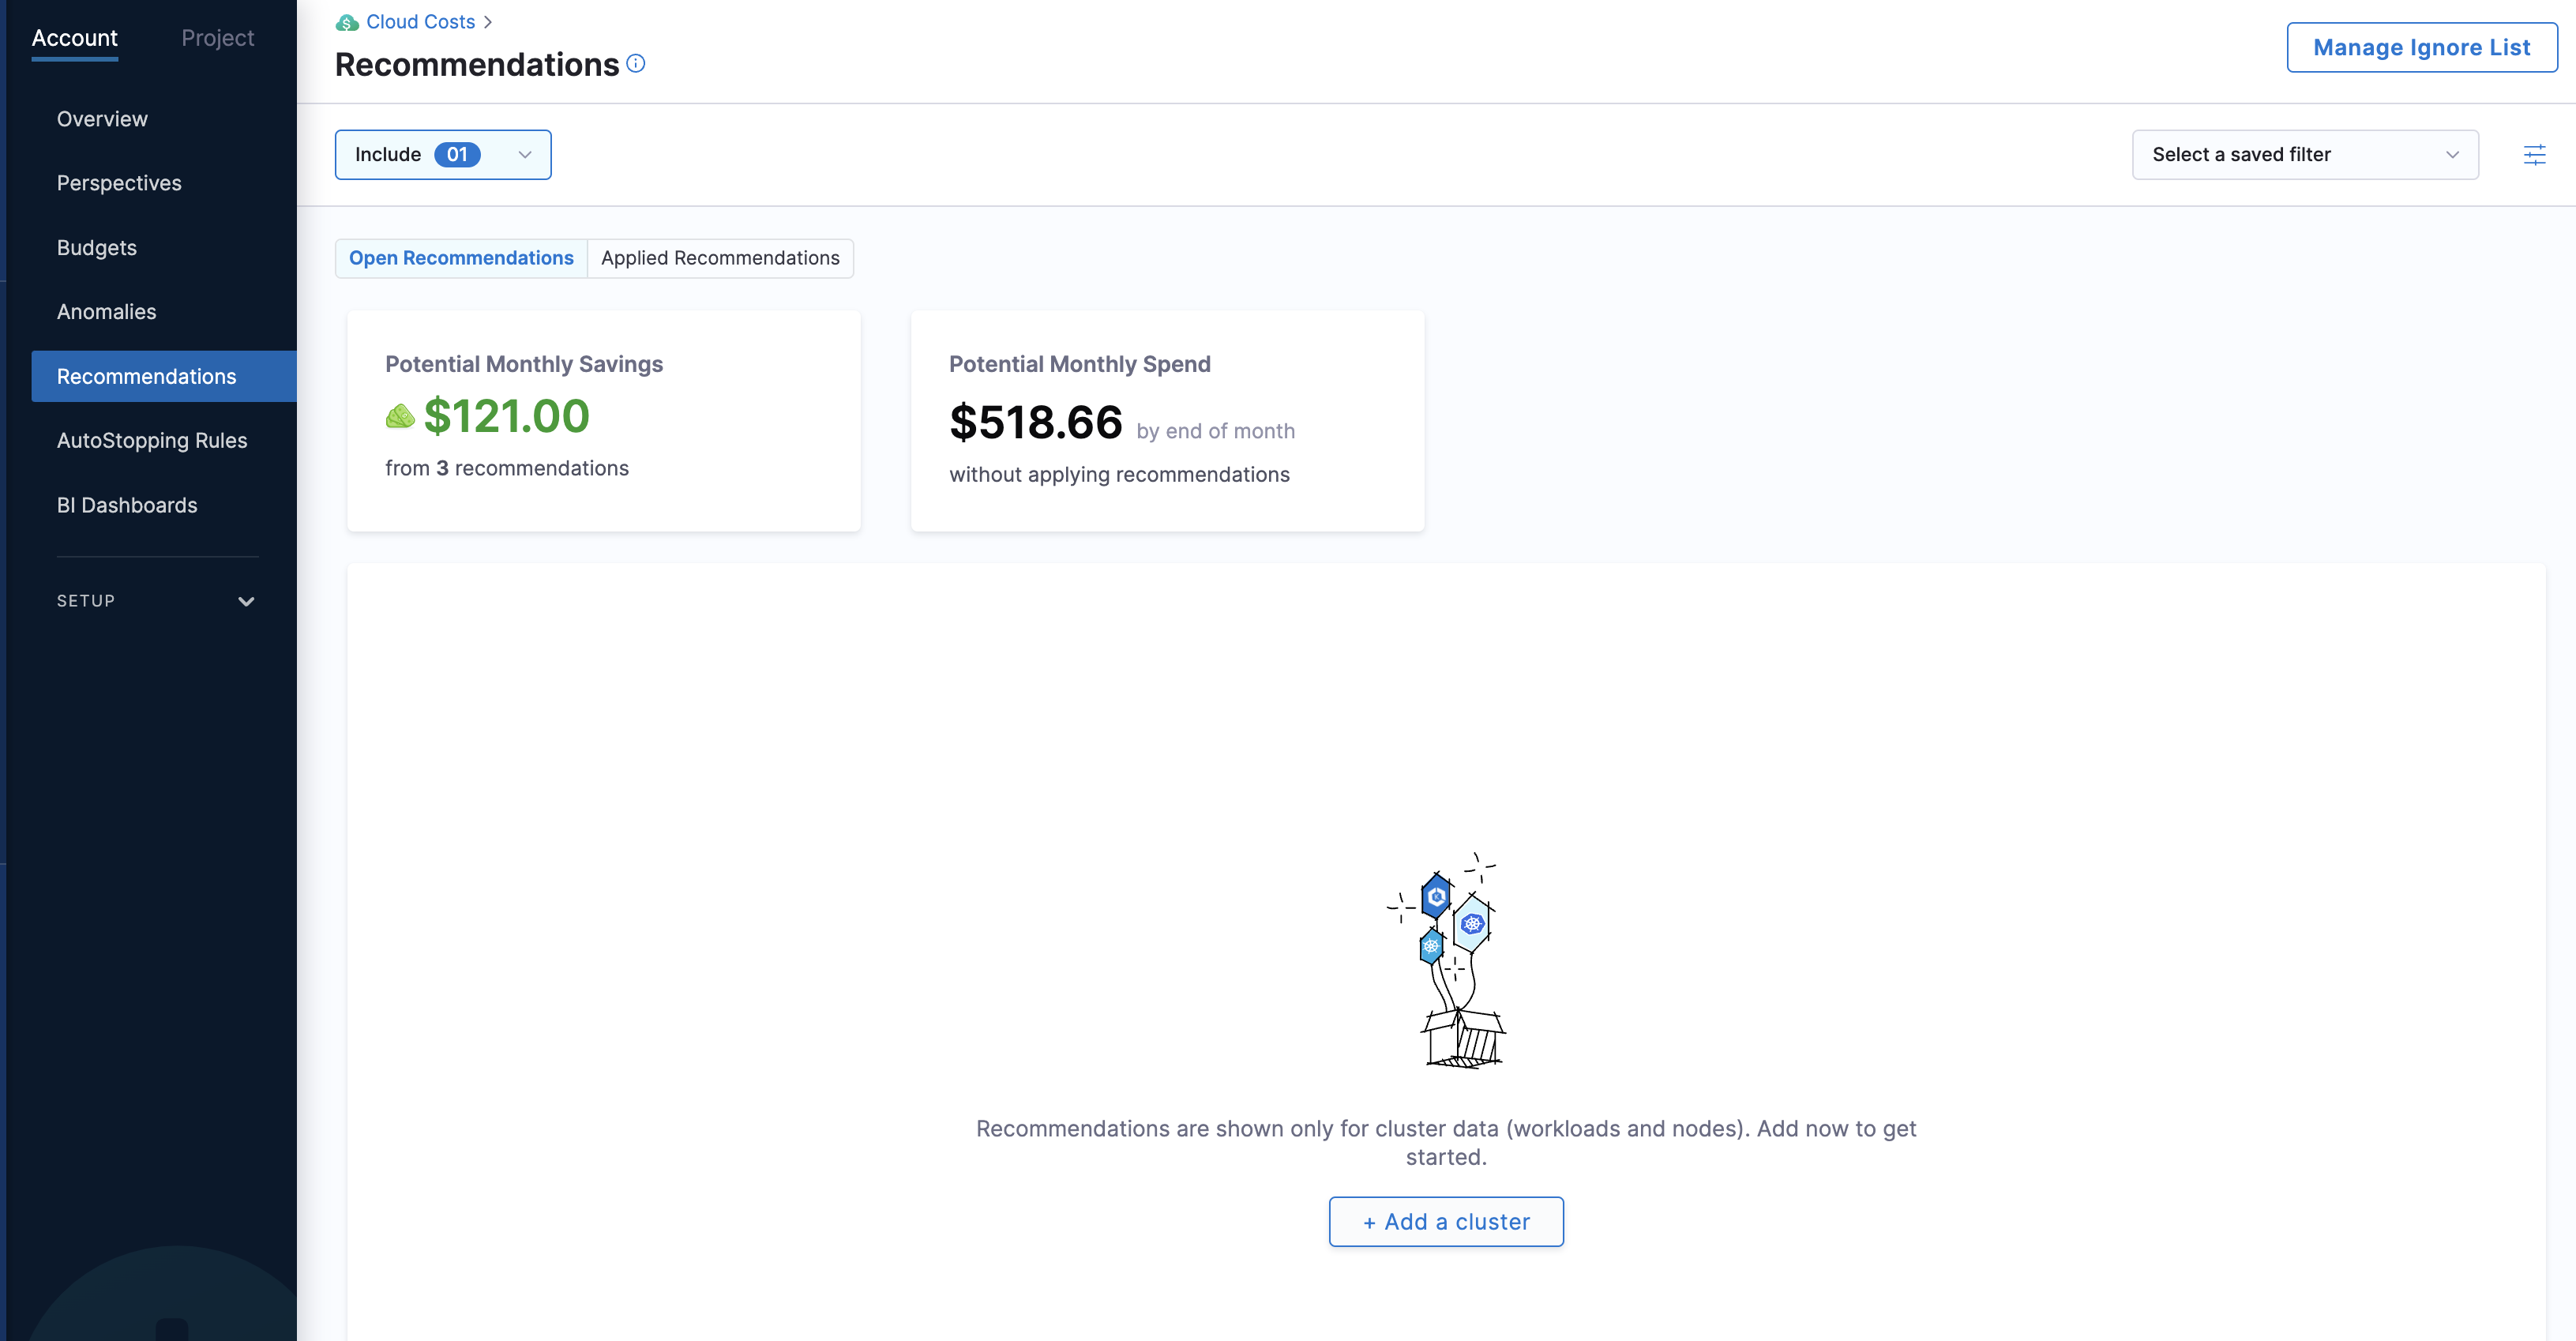 Account Project
Overview
Perspectives
Budgets
Anomalies
Recommendations
AutoStopping Rules
BI Dashboards
SETUP
Cloud Costs
Recommendations
Manage Ignore List
Include 01
Select a saved filter
Open Recommendations Applied Recommendations
Potential Monthly Savings
$121.00
from 3 recommendations
Potential Monthly Spend
$518.66 by end of month
without applying recommendations
Recommendations are shown only for cluster data (workloads and nodes). Add now to get
started.
+ Add a cluster